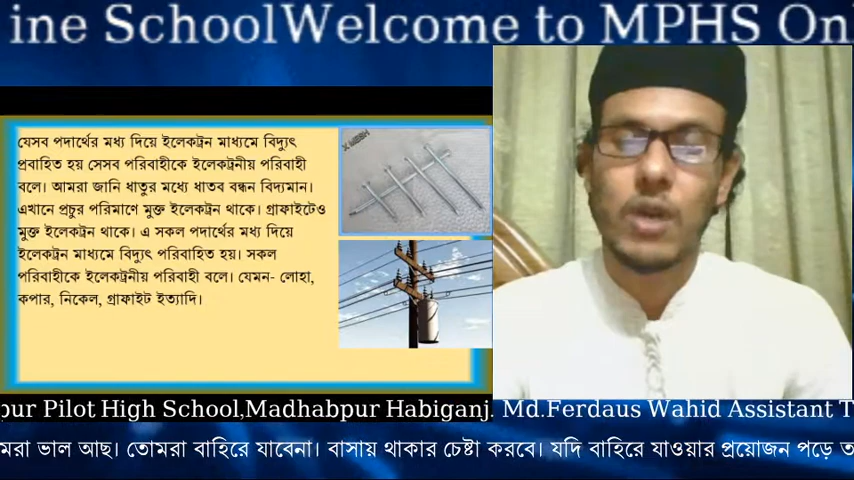 ine SchoolWelcome to MPHS Onl
যেসব পদার্থের মধ্য দিয়ে ইলেকট্রন মাধ্যমে বিদ্যুৎ
প্রবাহিত হয় সেসব পরিবাহীকে ইলেকট্রনীয় পরিবাহী
বলে। আমরা জানি ধাতুর মধ্যে ধাতব বন্ধন বিদ্যমান।
এখানে প্রচুর পরিমাণে মুক্ত ইলেকট্রন থাকে। গ্রাফাইটেও
মুক্ত ইলেকট্রন থাকে। এ সকল পদার্থের মধ্য দিয়ে
ইলেকট্রন মাধ্যমে বিদ্যুৎ পরিবাহিত হয়। সকল
পরিবাহীকে ইলেকট্রনীয় পরিবাহী বলে। যেমন- লোহা,
কপার, নিকেল, গ্রাফাইট ইত্যাদি।
pur Pilot High School,Madhabpur Habiganj. Md.Ferdaus Wahid Assistant T
মরা ভাল আছ। তোমরা বাহিরে যাবেনা। বাসায় থাকার চেষ্টা করবে। যদি বাহিরে যাওয়ার প্রয়োজন পড়ে ত